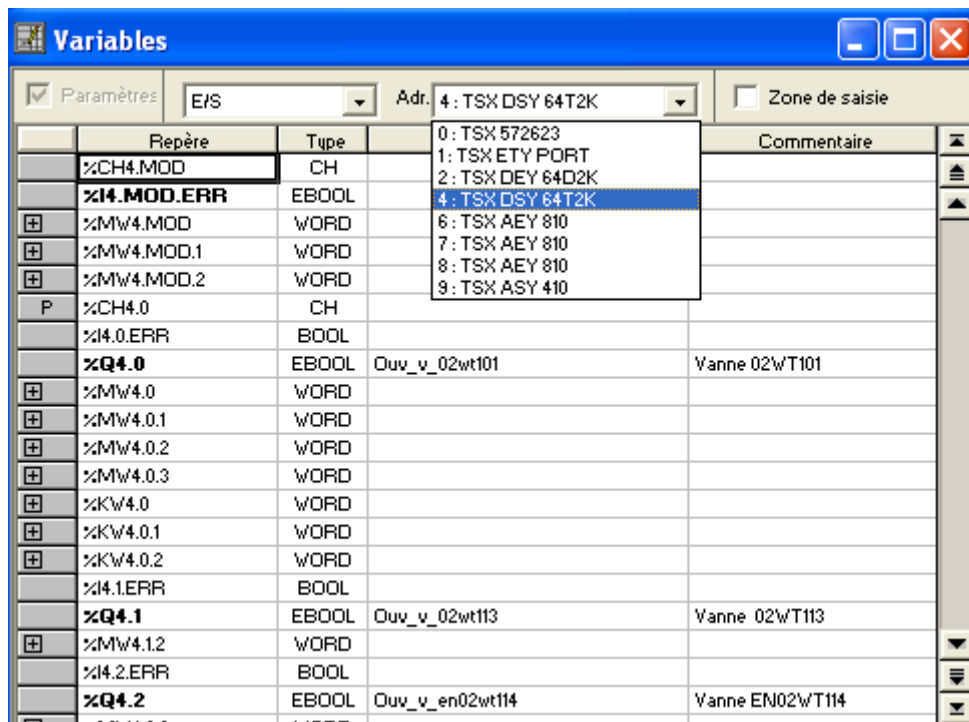 Variables
Paramètres E/S Adr. 4 : TSX DSY 64T2K Zone de saisie
0 : TSX 572623
1 : TSX ETY PORT
2 : TSX DEY 64D2K
4 : TSX DSY 64T2K
6 : TSX AEY 810
7 : TSX AEY 810
8 : TSX AEY 810
9 : TSX ASY 410
Repère Type Commentaire
%CH4.MOD CH
%I4.MOD.ERR EBOOL
%MW4.MOD WORD
%MW4.MOD.1 WORD
%MW4.MOD.2 WORD
P %CH4.0 CH
%I4.0.ERR BOOL
%Q4.0 EBOOL Ouv_v_02wt101 Vanne 02WT101
%MW4.0 WORD
%MW4.0.1 WORD
%MW4.0.2 WORD
%MW4.0.3 WORD
%KW4.0 WORD
%KW4.0.1 WORD
%KW4.0.2 WORD
%I4.1.ERR BOOL
%Q4.1 EBOOL Ouv_v_02wt113 Vanne 02WT113
%MW4.1.2 WORD
%I4.2.ERR BOOL
%Q4.2 EBOOL Ouv_v_en02wt114 Vanne EN02WT114